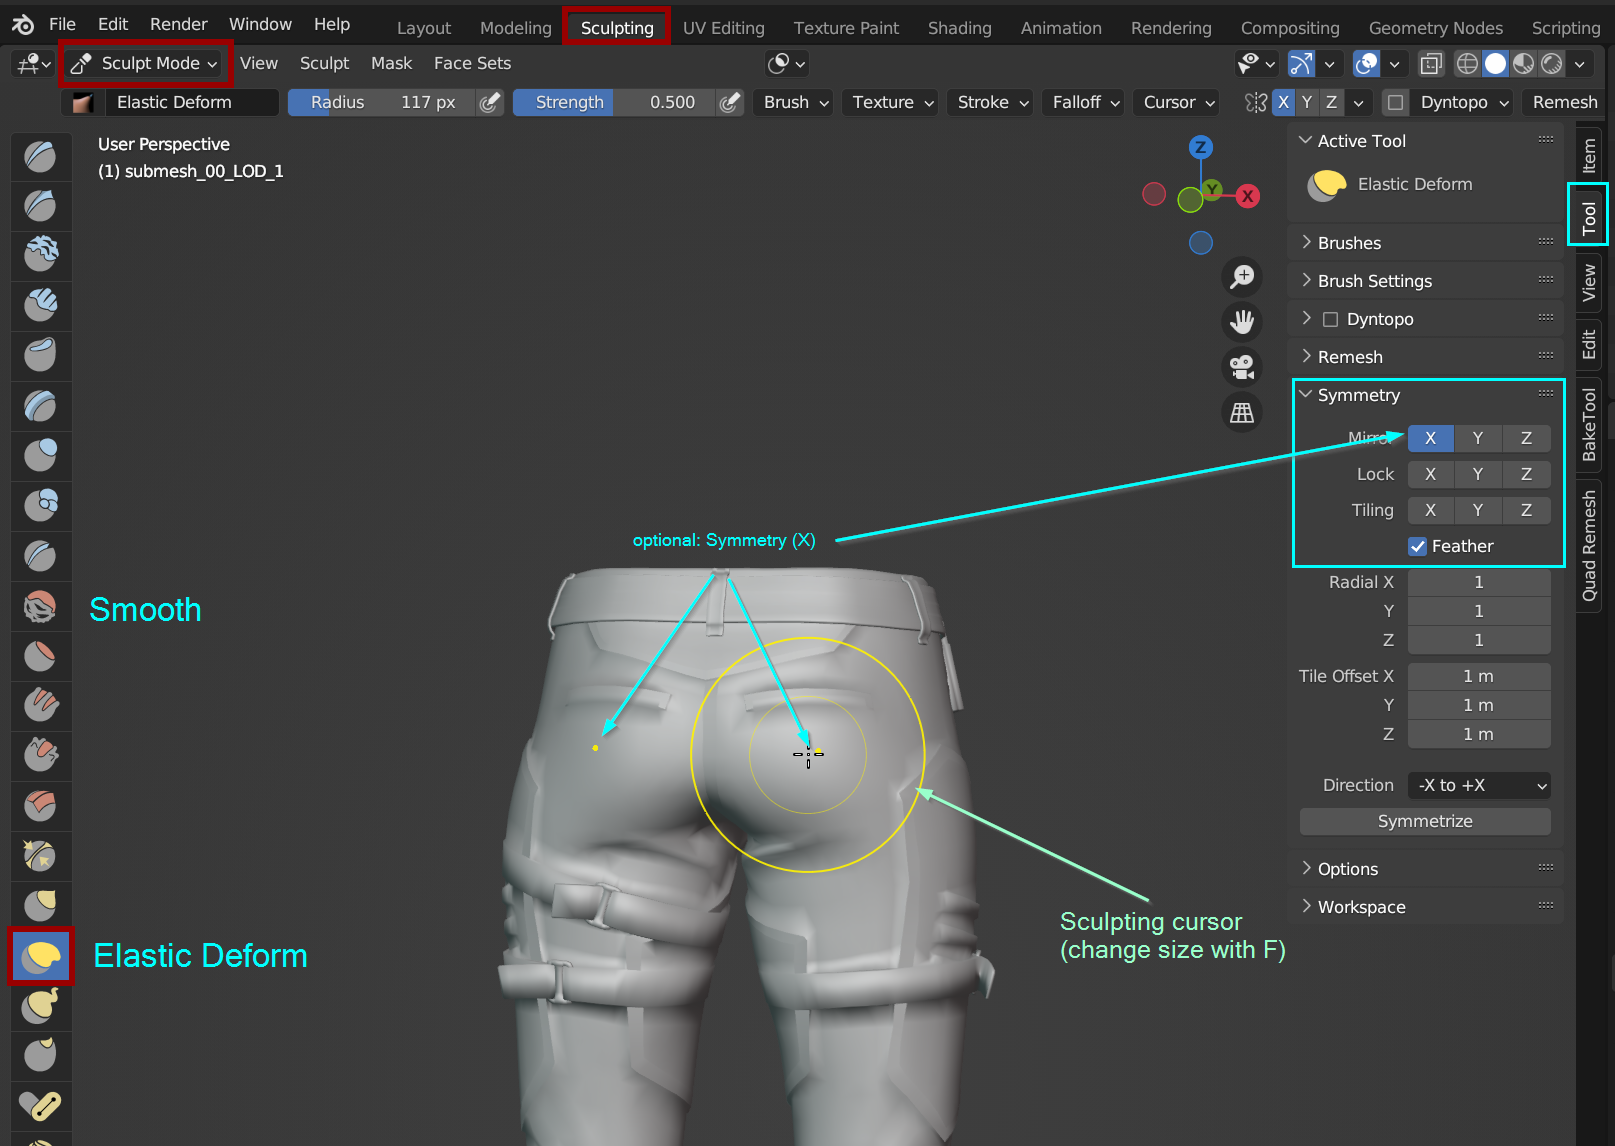 File Edit Render Window Help Layout Modeling Sculpting UV Editing Texture Paint Shading Animation Rendering Compositing Geometry Nodes Scripting
Sculpt Mode View Sculpt Mask Face Sets
Elastic Deform Radius 117 px Strength 0.500 Brush Texture Stroke Falloff Cursor X Y Z Dyntopo Remesh
User Perspective
(1) submesh_00_LOD_1
Z
Y
X
Active Tool
Elastic Deform
Brushes
Brush Settings
Dyntopo
Remesh
Symmetry
Mirror X Y Z
Lock X Y Z
Tiling X Y Z
Feather
Radial X 1
Y 1
Z 1
Tile Offset X 1 m
Y 1 m
Z 1 m
Direction -X to +X
Symmetrize
Options
Workspace
Item
Tool
View
Edit
BakeTool
Quad Remesh
optional: Symmetry (X)
Smooth
Elastic Deform
Sculpting cursor
(change size with F)